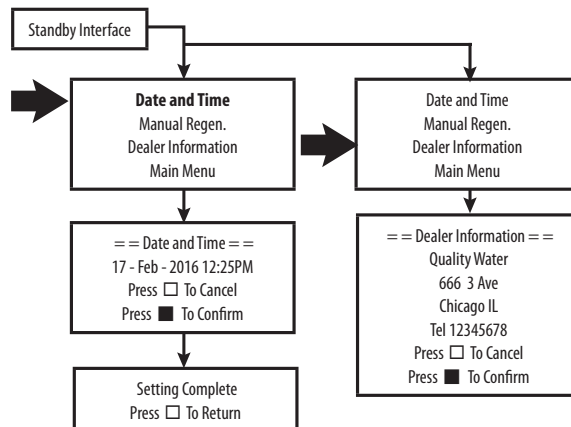 Standby Interface
Date and Time
Manual Regen.
Dealer Information
Main Menu
= = Date and Time = =
17 - Feb - 2016 12:25PM
Press □ To Cancel
Press ■ To Confirm
Setting Complete
Press □ To Return
Date and Time
Manual Regen.
Dealer Information
Main Menu
= = Dealer Information = =
Quality Water
666 3 Ave
Chicago IL
Tel 12345678
Press □ To Cancel
Press ■ To Confirm